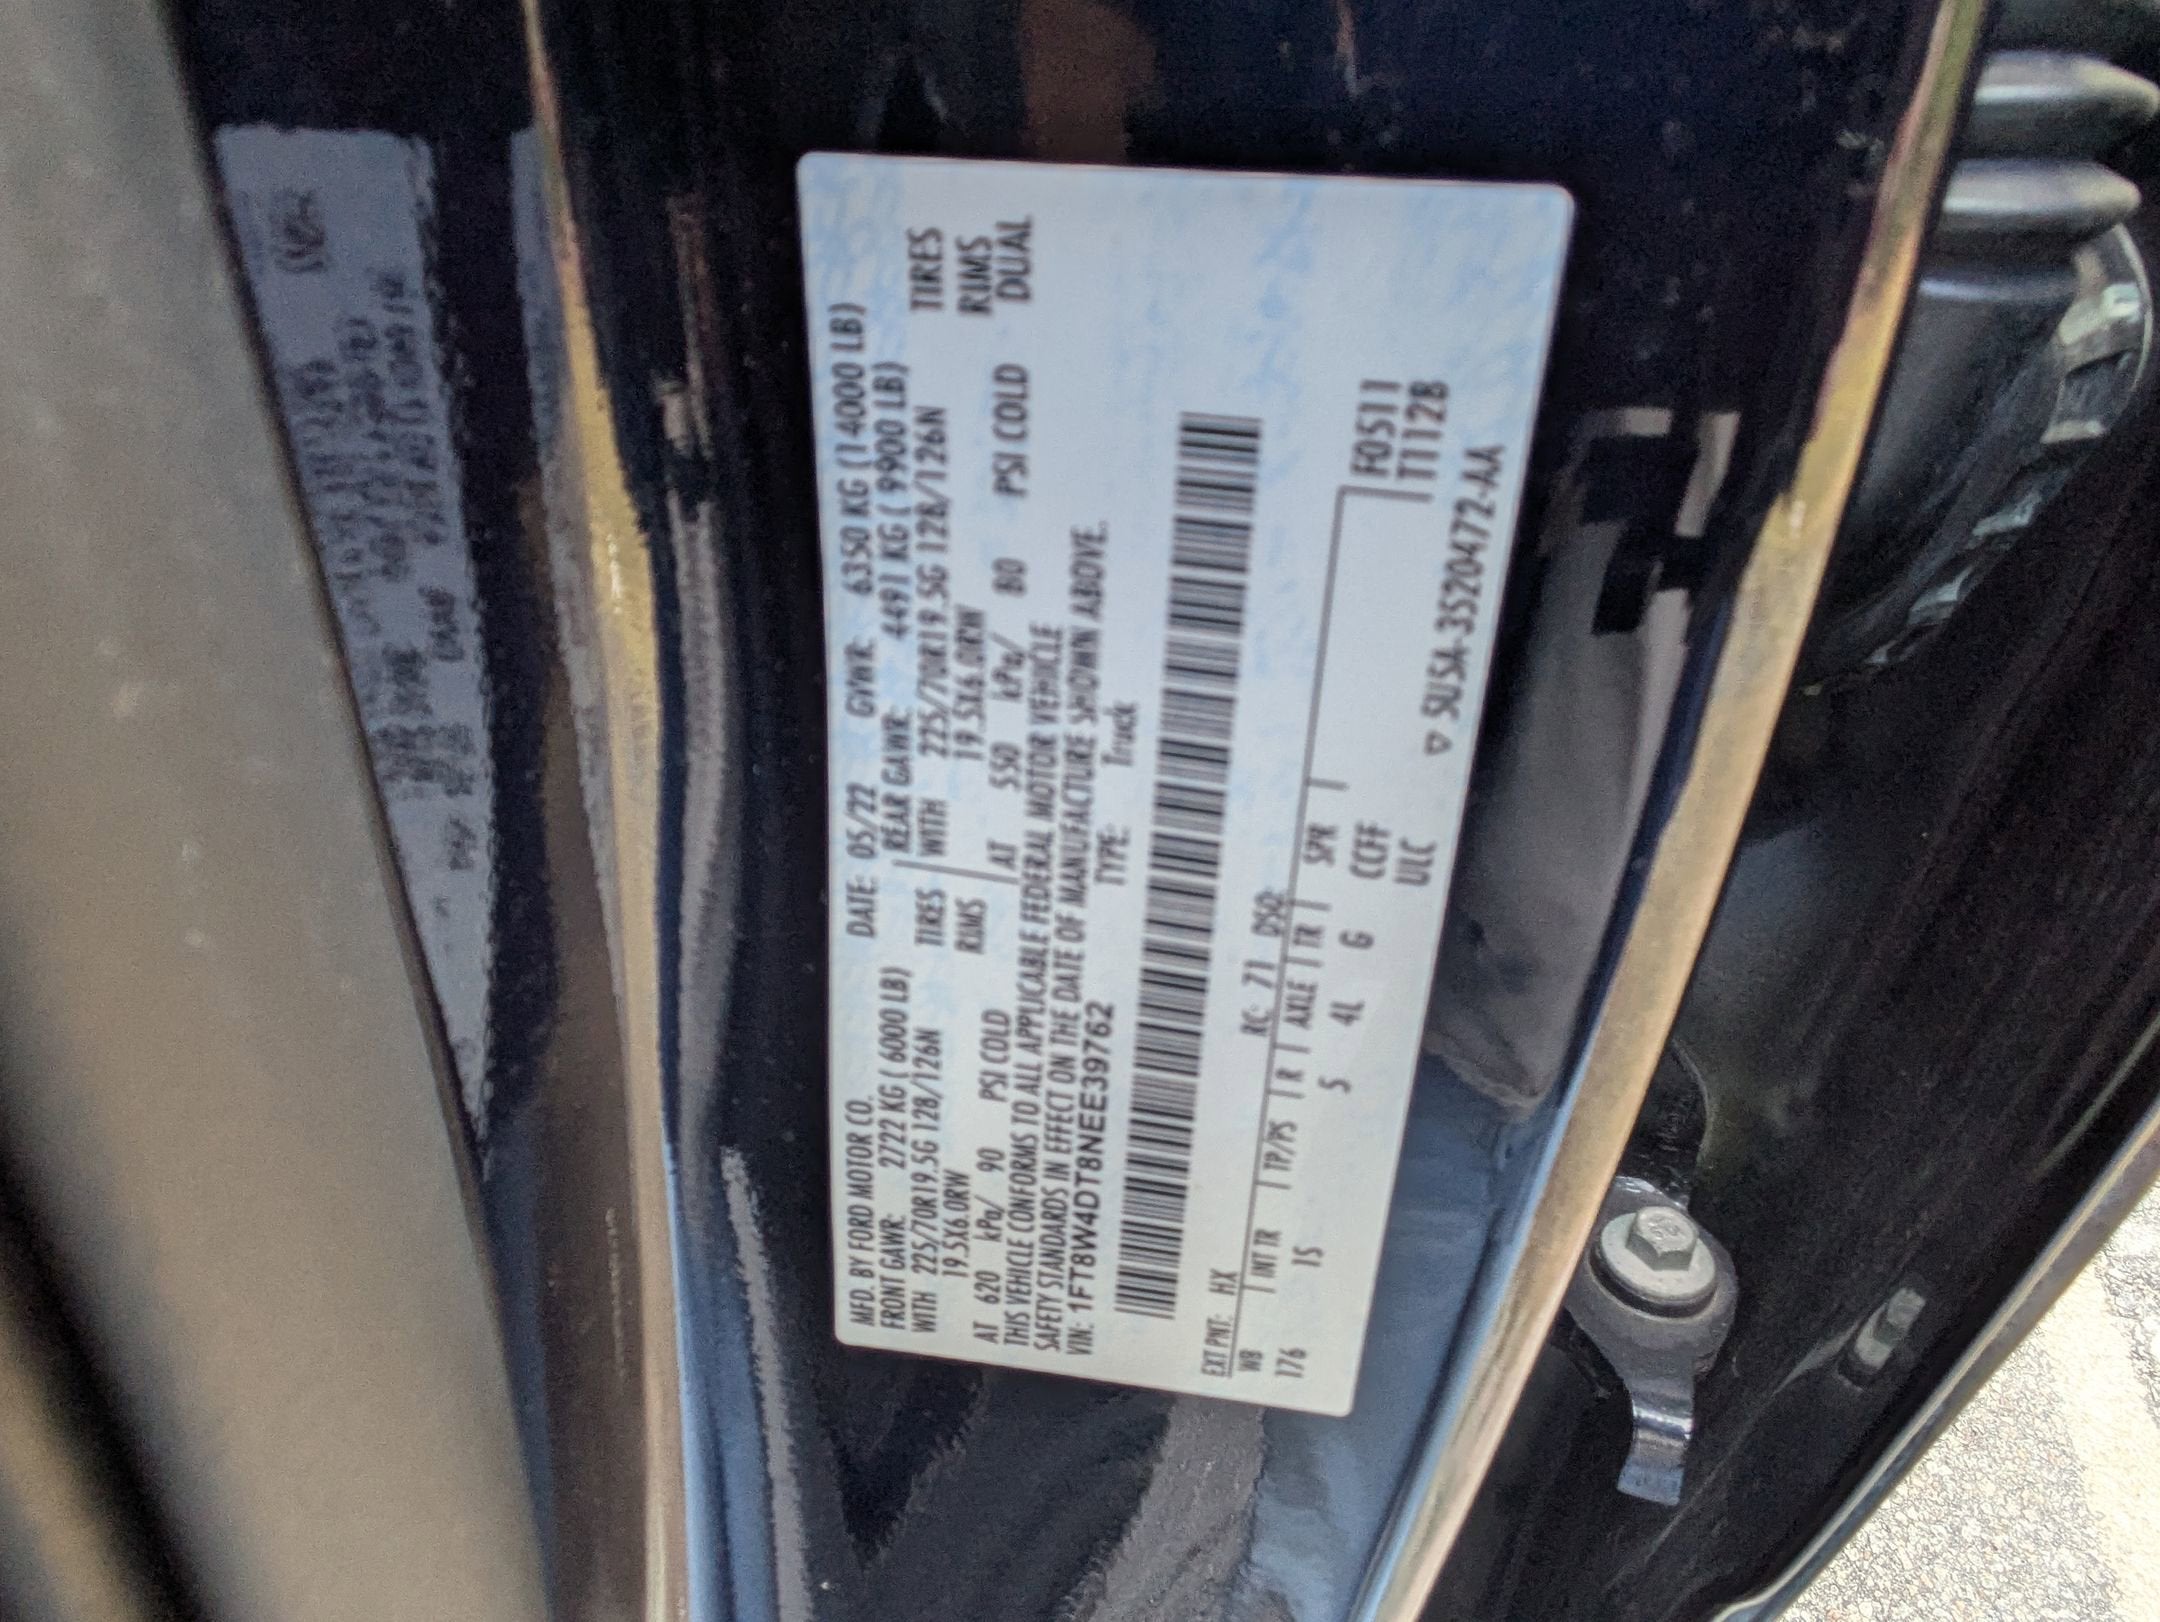 MFD. BY FORD MOTOR CO. DATE: 05/22 GVWR: 6350 KG (14000 LB)
FRONT GAWR: 2722 KG ( 6000 LB) REAR GAWR: 4491 KG ( 9900 LB)
WITH 225/70R19.5G 128/126N TIRES WITH 225/70R19.5G 128/126N TIRES
19.5X6.0RW RIMS 19.5X6.0RW RIMS
AT 620 kPa/ 90 PSI COLD AT 550 kPa/ 80 PSI COLD DUAL
THIS VEHICLE CONFORMS TO ALL APPLICABLE FEDERAL MOTOR VEHICLE
SAFETY STANDARDS IN EFFECT ON THE DATE OF MANUFACTURE SHOWN ABOVE.
VIN: 1FT8W4DT8NEE39762 TYPE: Truck
EXT PNT: HX RC: 71 DSO:
WB INT TR TP/PS R AXLE TR SPR F0511
176 1S 5 4L G CCFF T1128
ULC ▽ SU5A-3520472-AA